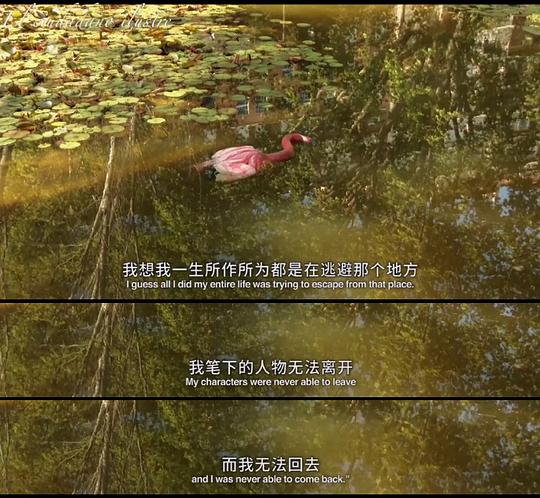 El ciudadano ilustre
我想我一生所作所为都是在逃避那个地方
I guess all I did my entire life was trying to escape from that place.
我笔下的人物无法离开
My characters were never able to leave
而我无法回去
and I was never able to come back."